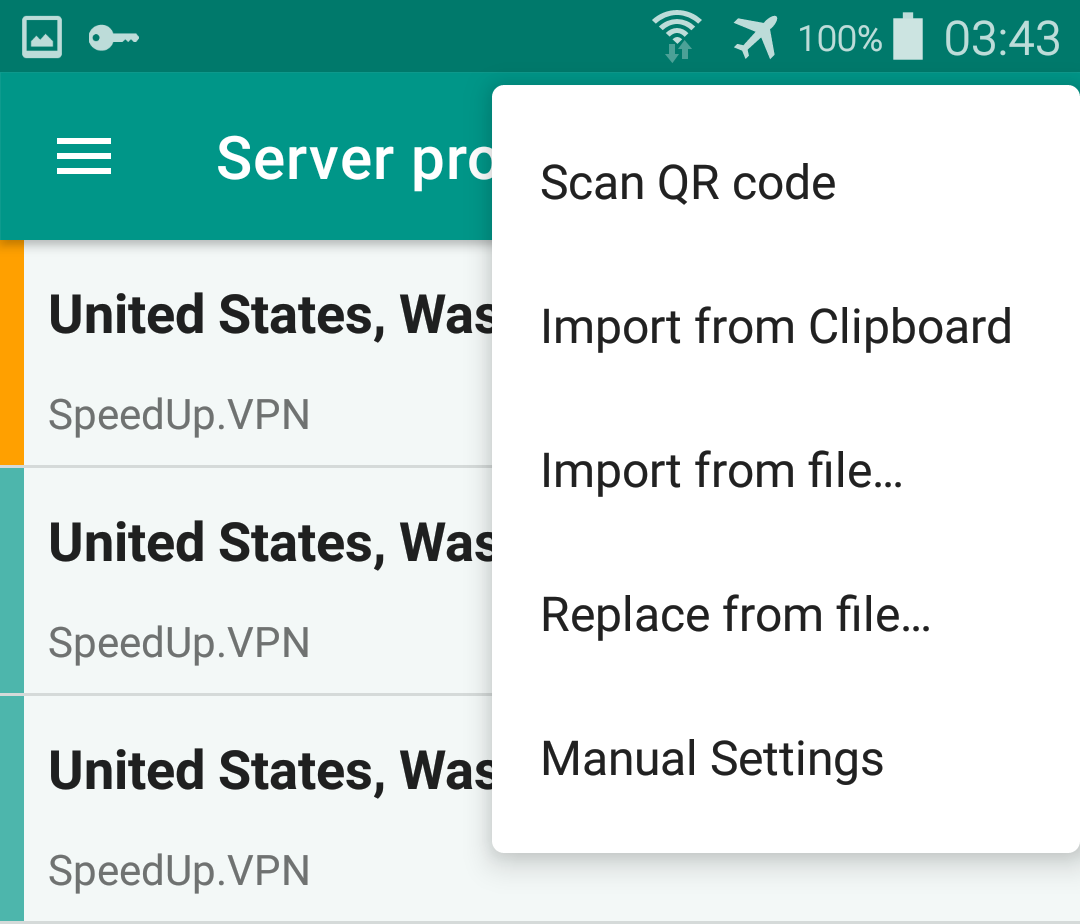 100% 03:43
Server pro
Scan QR code
Import from Clipboard
Import from file...
Replace from file...
Manual Settings
United States, Was
SpeedUp.VPN
United States, Was
SpeedUp.VPN
United States, Was
SpeedUp.VPN